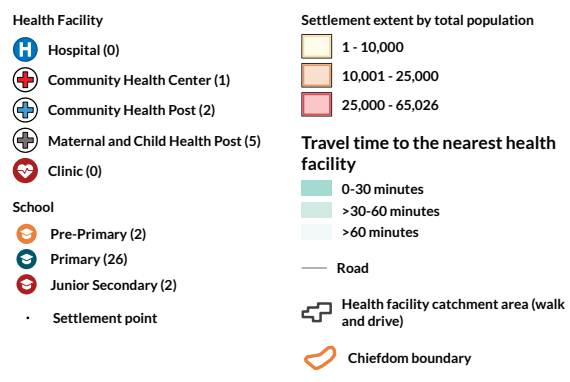 Health Facility
H
Hospital (0)
Community Health Center (1)
Community Health Post (2)
Maternal and Child Health Post (5)
Clinic (0)
School
Pre-Primary (2)
Primary (26)
Junior Secondary (2)
Settlement point
Settlement extent by total population
1 - 10,000
10,001 - 25,000
25,000 - 65,026
Travel time to the nearest health
facility
0-30 minutes
>30-60 minutes
>60 minutes
Road
Health facility catchment area (walk
and drive)
Chiefdom boundary